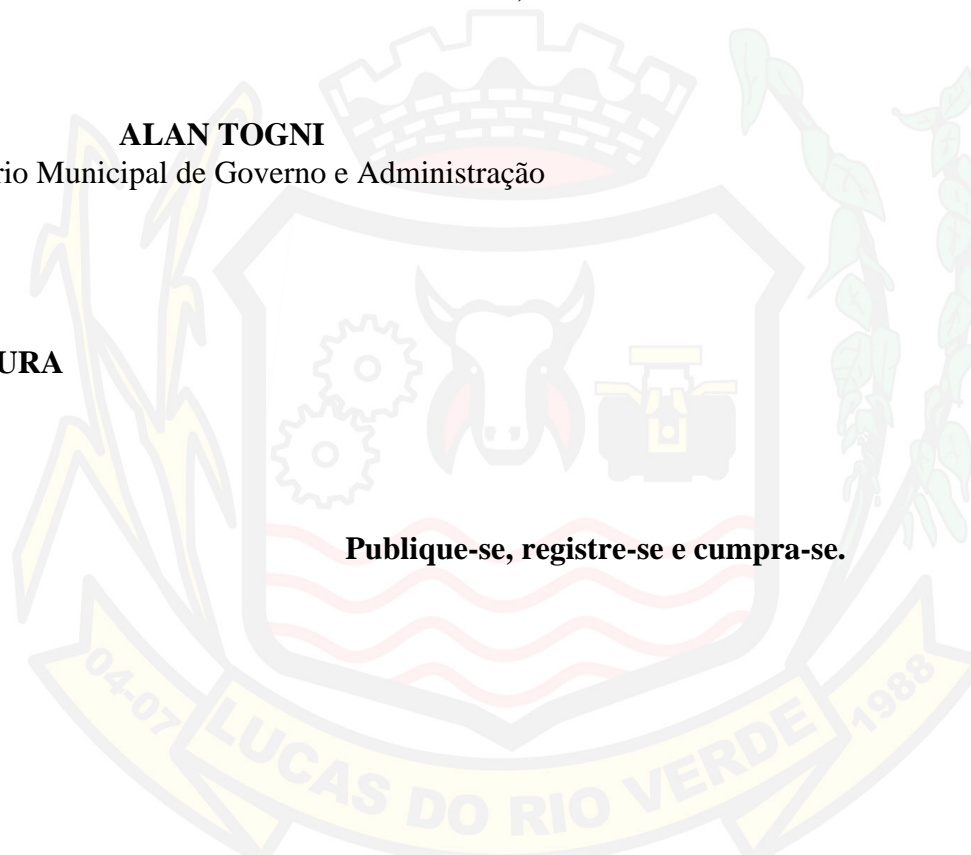 ALAN TOGNI
rio Municipal de Governo e Administração
URA
Publique-se, registre-se e cumpra-se.
04-07 LUCAS DO RIO VERDE 1988